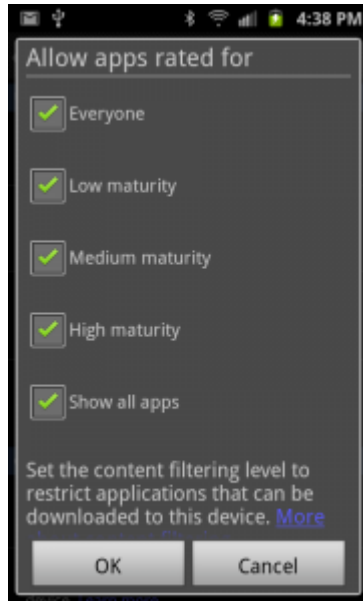 4:38 PM
Allow apps rated for
Everyone
Low maturity
Medium maturity
High maturity
Show all apps
Set the content filtering level to
restrict applications that can be
downloaded to this device. More
OK Cancel